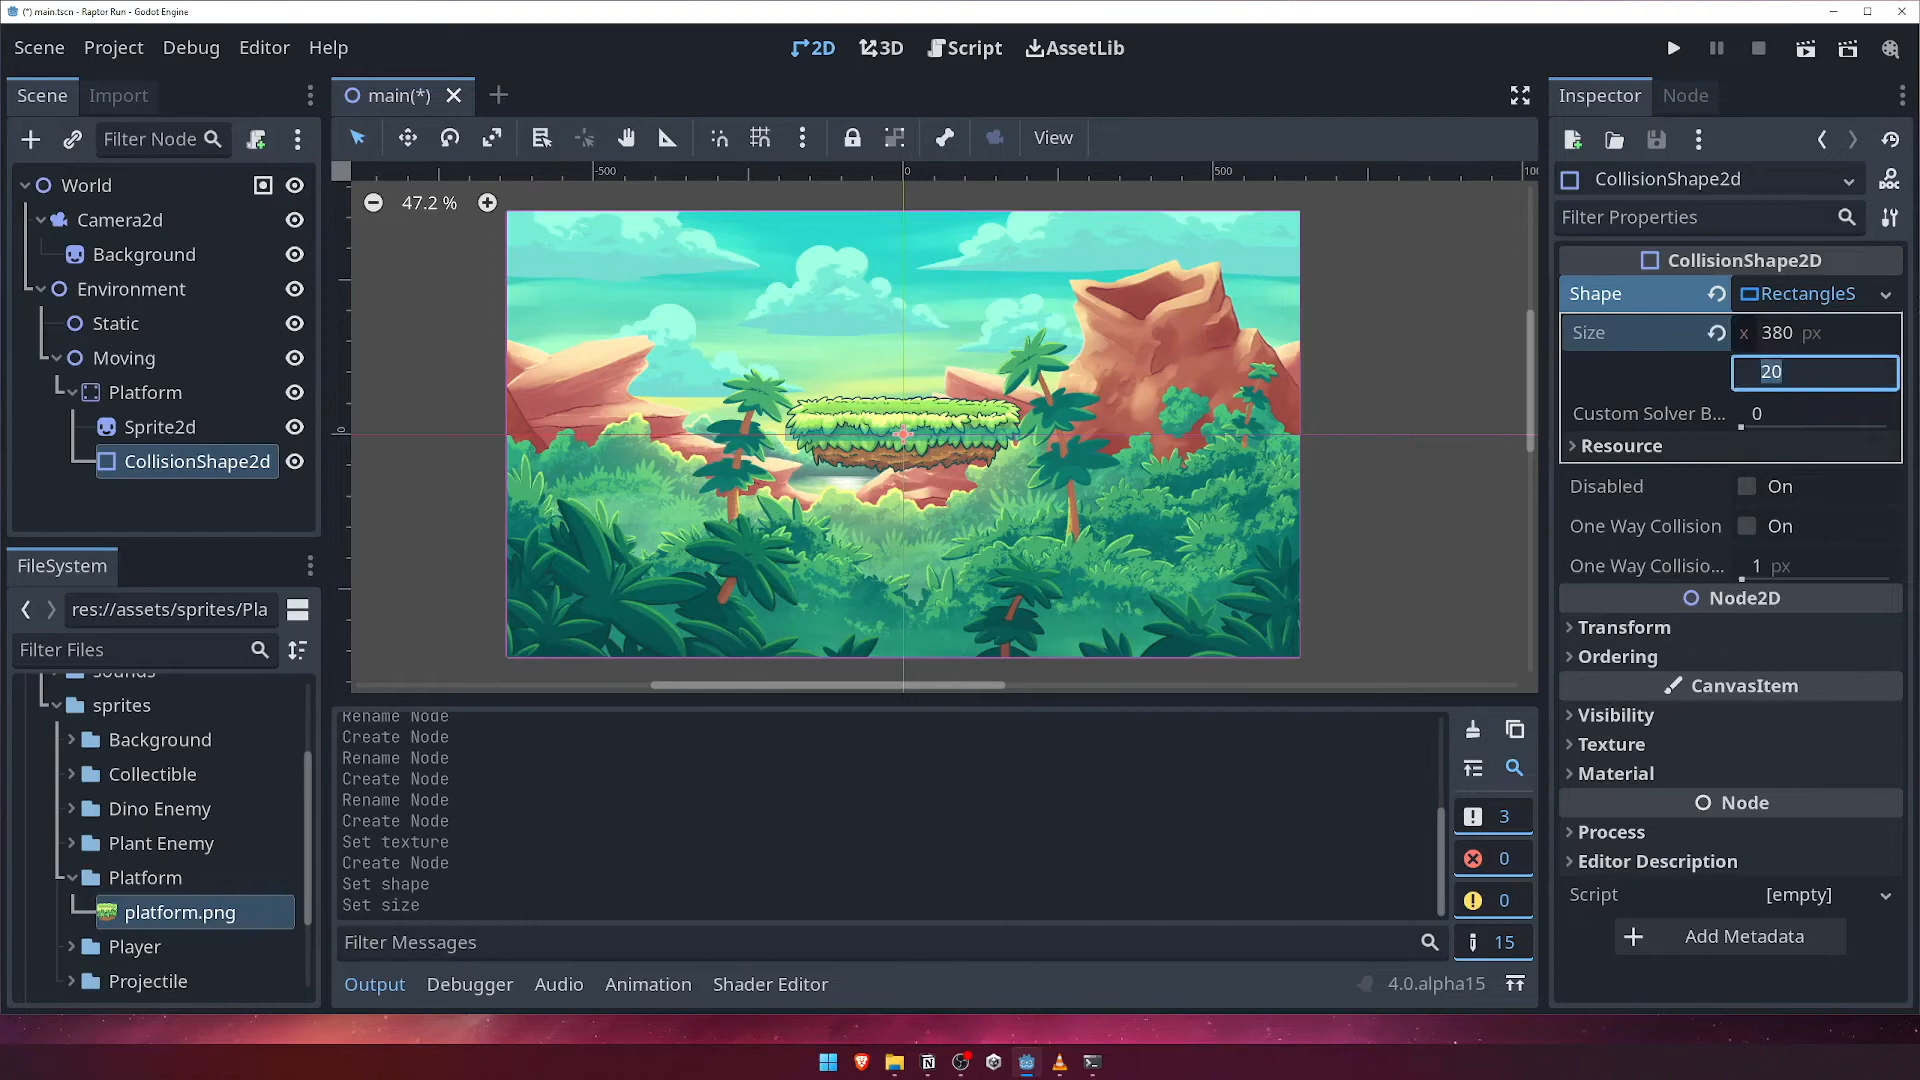 (*) main.tscn - Raptor Run - Godot Engine
Scene Project Debug Editor Help
2D 3D Script AssetLib
Scene Import
main(*)
Inspector Node
Filter Node
View
CollisionShape2d
DOC
Filter Properties
World
Camera2d
Background
Environment
Static
Moving
Platform
Sprite2d
CollisionShape2d
-500 0 500
0
47.2 %
CollisionShape2D
Shape RectangleS
Size x 380 px
20
Custom Solver B... 0
Resource
Disabled On
One Way Collision On
One Way Collisio... 1 px
Node2D
Transform
Ordering
CanvasItem
Visibility
Texture
Material
Node
Process
Editor Description
Script [empty]
Add Metadata
FileSystem
res://assets/sprites/Pla
Filter Files
sounds
sprites
Background
Collectible
Dino Enemy
Plant Enemy
Platform
platform.png
Player
Projectile
Rename Node
Create Node
Rename Node
Create Node
Rename Node
Create Node
Set texture
Create Node
Set shape
Set size
3
0
0
15
Filter Messages
Output Debugger Audio Animation Shader Editor
4.0.alpha15